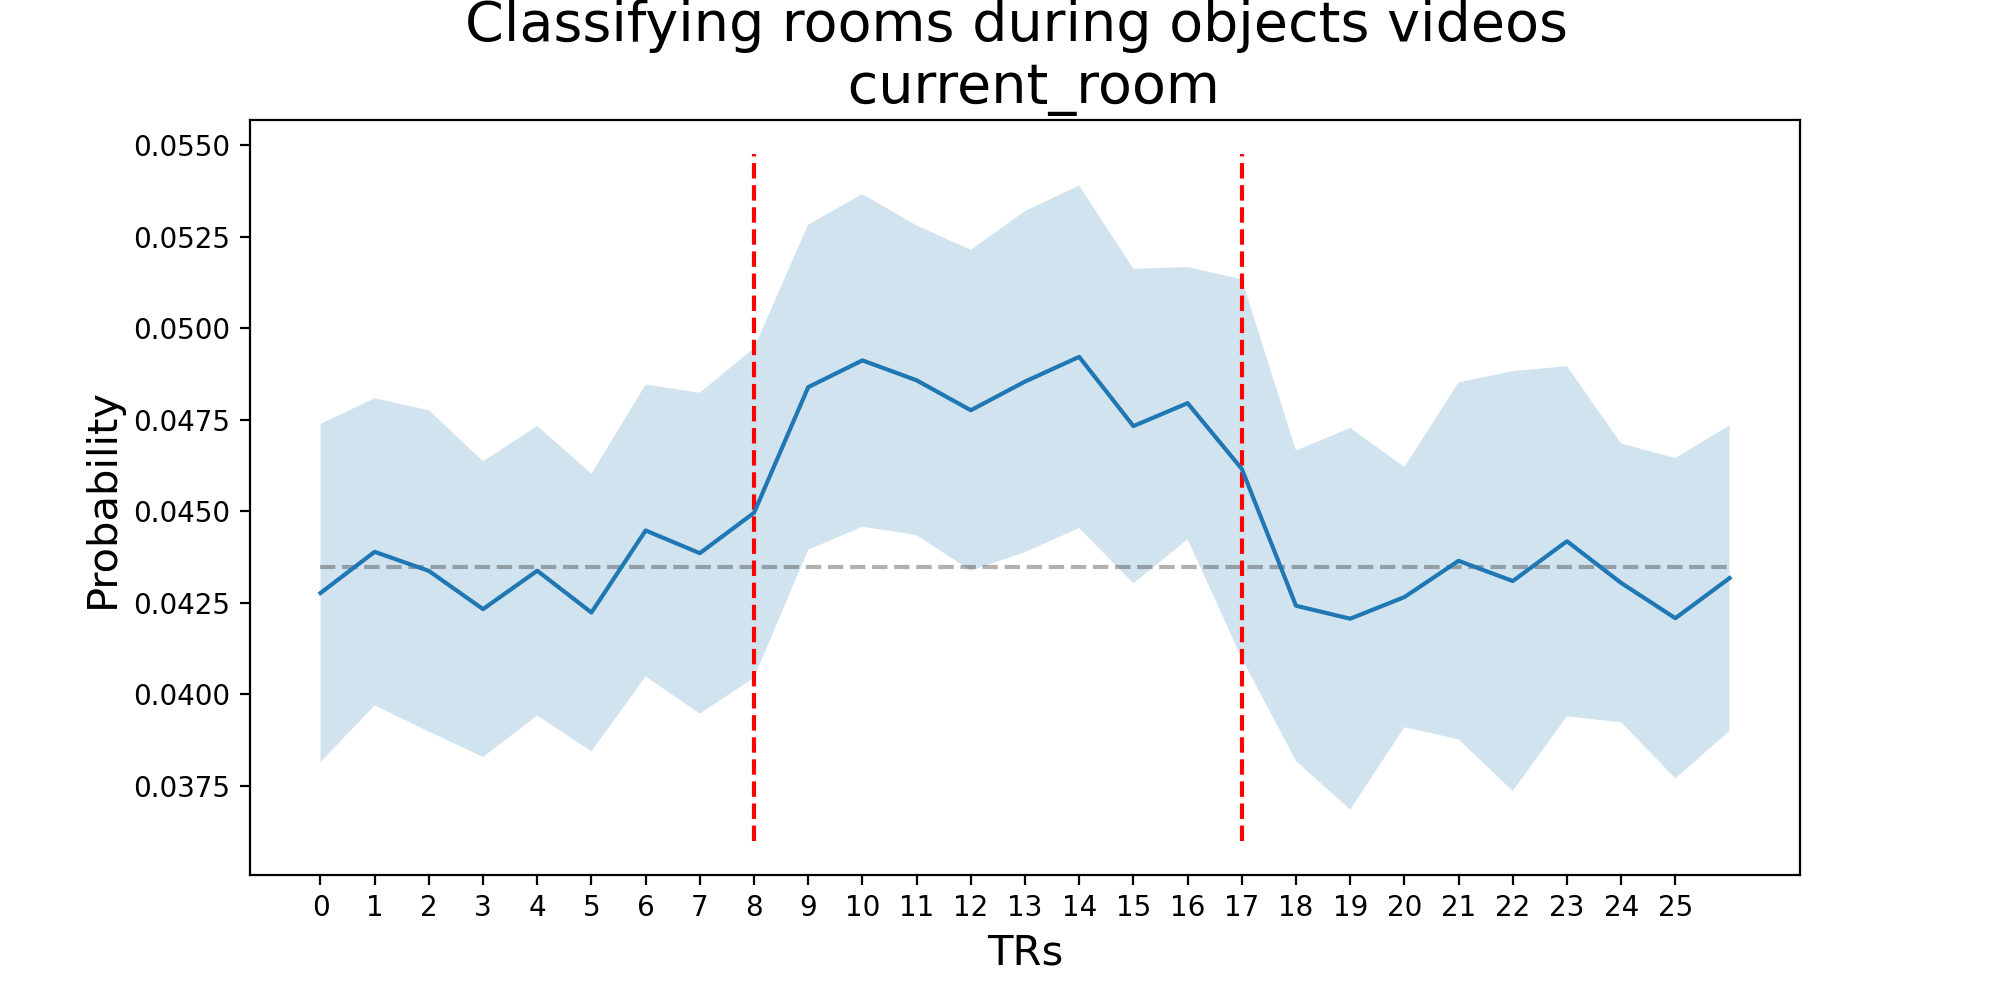 Classifying rooms during objects videos
current_room
0.0550
0.0525
0.0500
0.0475
0.0450
0.0425
0.0400
0.0375
Probability
0 1 2 3 4 5 6 7 8 9 10 11 12 13 14 15 16 17 18 19 20 21 22 23 24 25
TRs